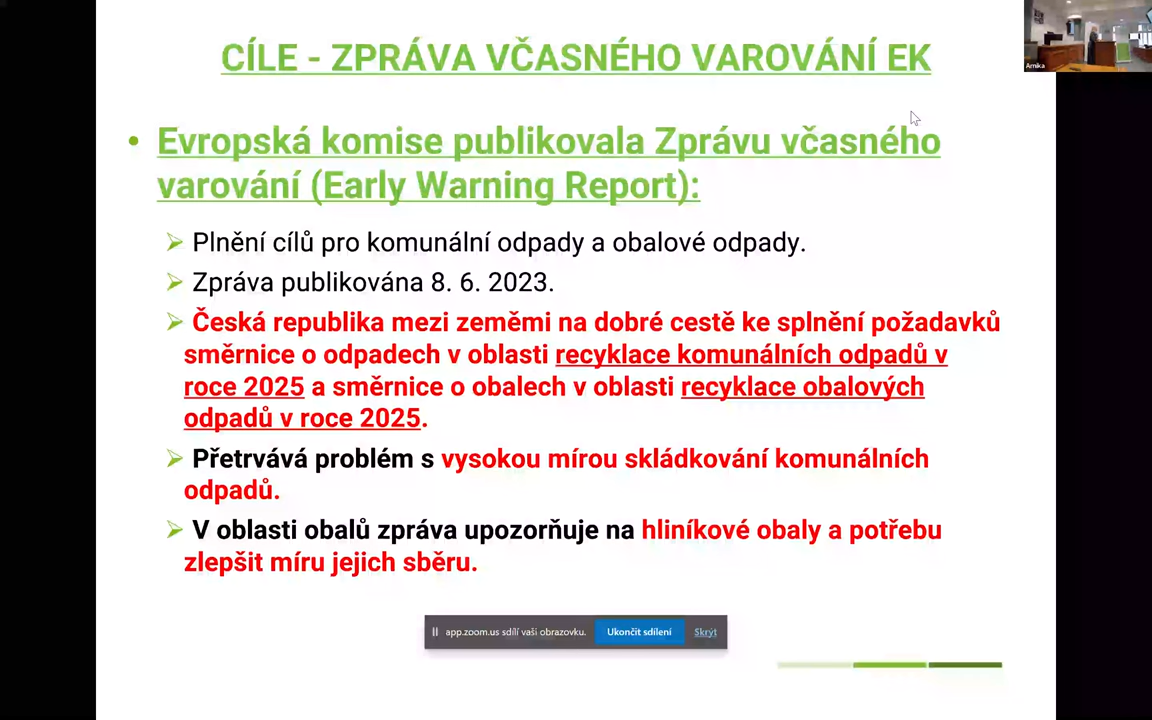 CÍLE - ZPRÁVA VČASNÉHO VAROVÁNÍ EK
Arnika
• Evropská komise publikovala Zprávu včasného
varování (Early Warning Report):
Plnění cílů pro komunální odpady a obalové odpady.
Zpráva publikována 8. 6. 2023.
Česká republika mezi zeměmi na dobré cestě ke splnění požadavků
směrnice o odpadech v oblasti recyklace komunálních odpadů v
roce 2025 a směrnice o obalech v oblasti recyklace obalových
odpadů v roce 2025.
Přetrvává problém s vysokou mírou skládkování komunálních
odpadů.
V oblasti obalů zpráva upozorňuje na hliníkové obaly a potřebu
zlepšit míru jejich sběru.
app.zoom.us sdílí vaši obrazovku. Ukončit sdílení Skrýt